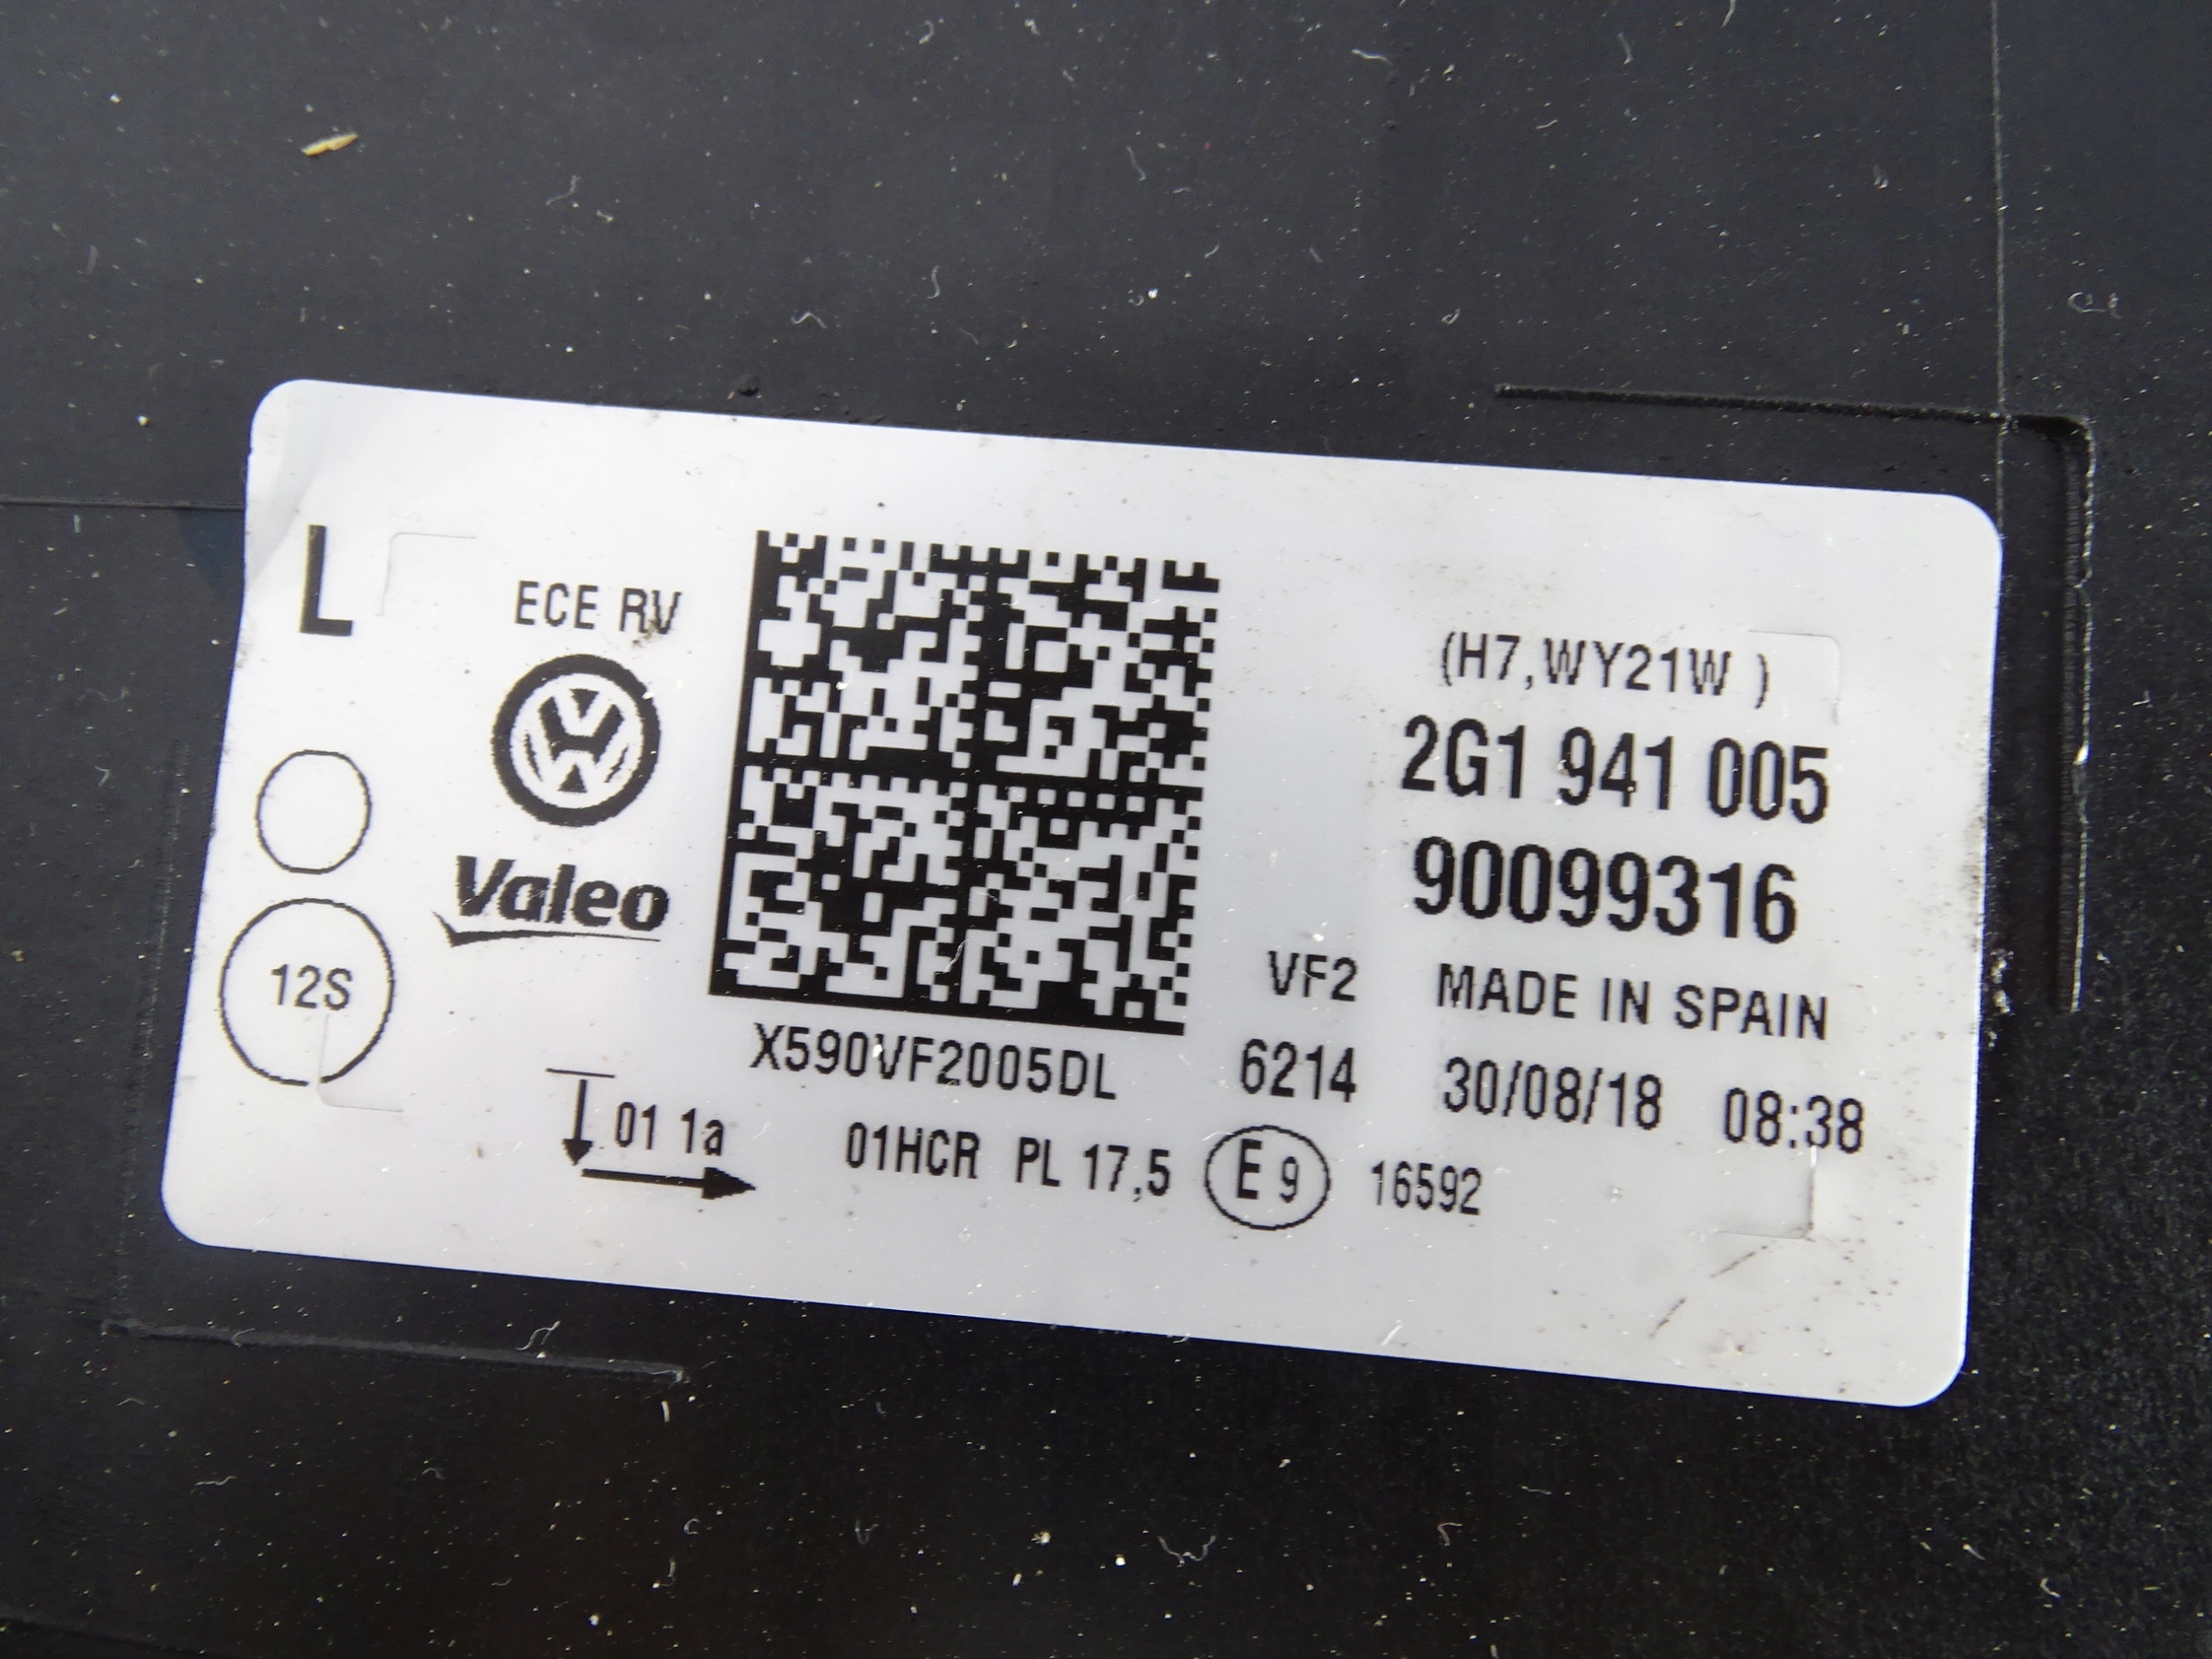 L
ECE RV
(H7,WY21W )
2G1 941 005
Valeo
90099316
12S
VF2 MADE IN SPAIN
X590VF2005DL 6214 30/08/18 08:38
01 1a 01HCR PL 17,5 E 9 16592